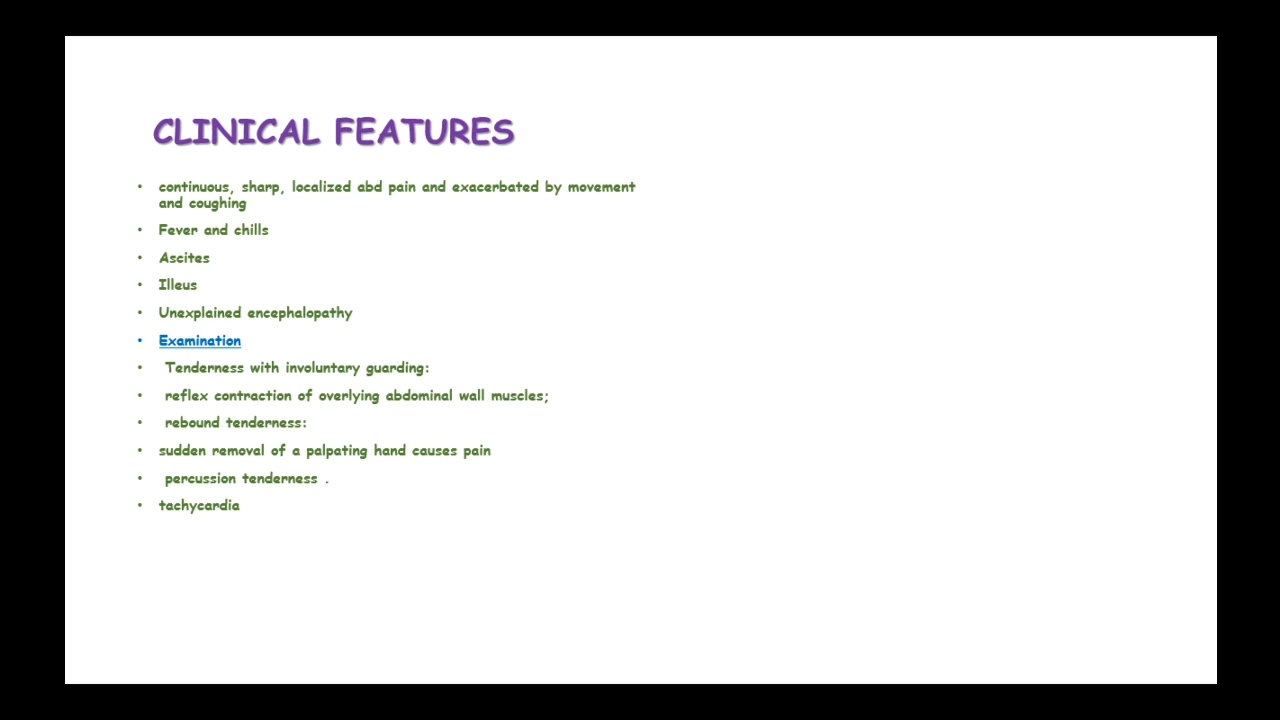 CLINICAL FEATURES
• continuous, sharp, localized abd pain and exacerbated by movement
and coughing
• Fever and chills
• Ascites
• Illeus
• Unexplained encephalopathy
• Examination
• Tenderness with involuntary guarding:
• reflex contraction of overlying abdominal wall muscles;
• rebound tenderness:
• sudden removal of a palpating hand causes pain
• percussion tenderness .
• tachycardia